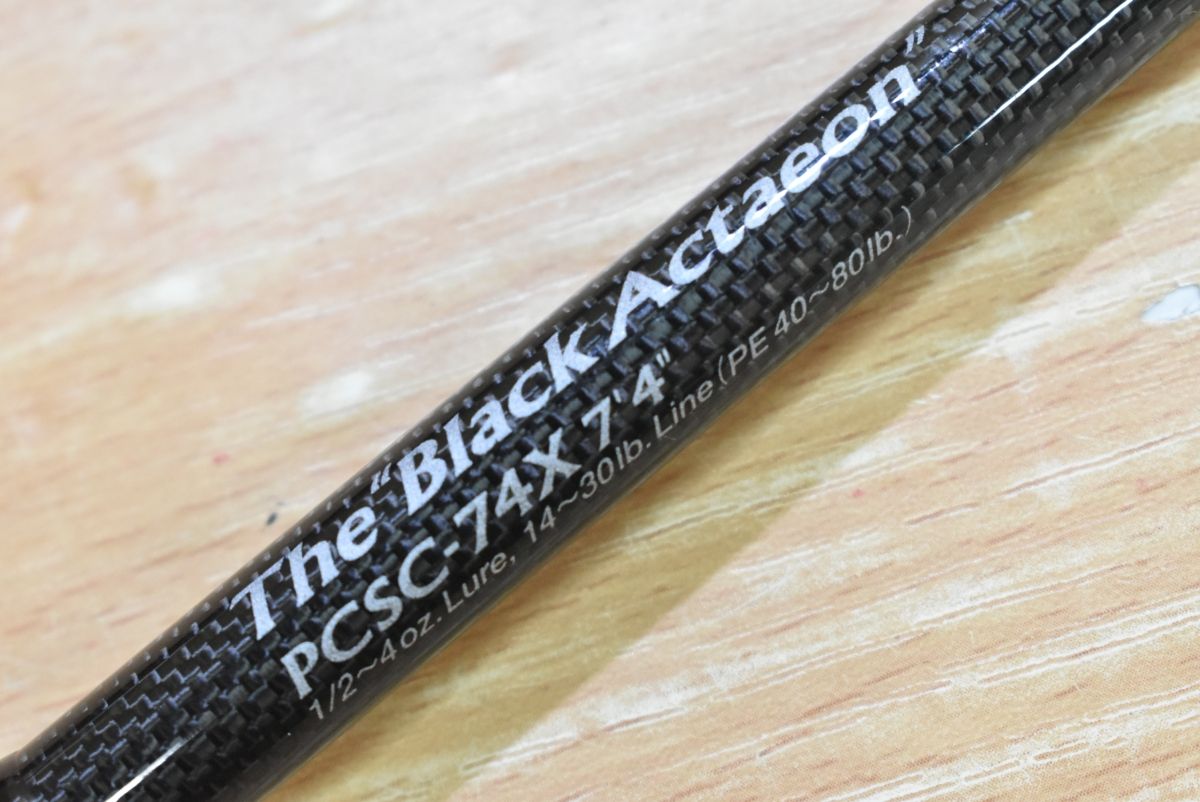 The “Black Actaeon”
PCSC-74X 7'4"
1/2~4oz. Lure, 14~30lb. Line (PE 40~80lb.)